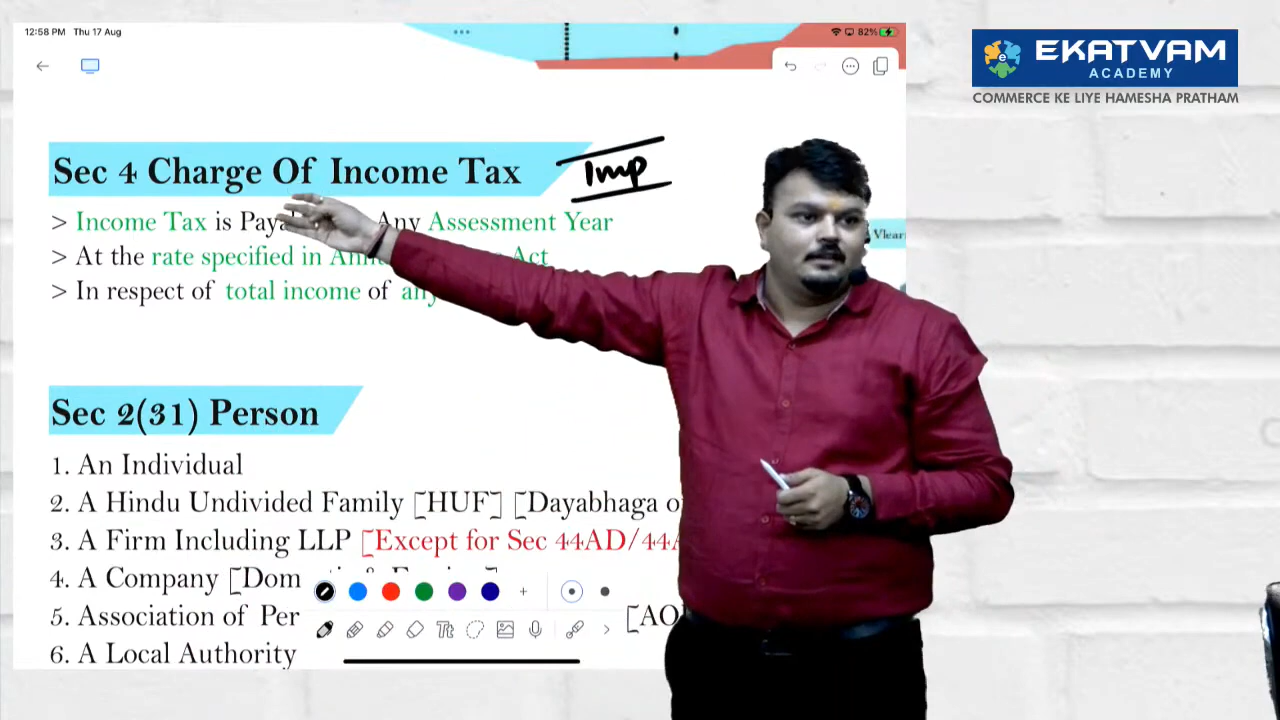 12:58 PM Thu 17 Aug
82%
EKATVAM
ACADEMY
COMMERCE KE LIYE HAMESHA PRATHAM
Sec 4 Charge Of Income Tax
Imp
> Income Tax is Any Assessment Year
> At the rate specified in Act
> In respect of total income of
Vlear
Sec 2(31) Person
1. An Individual
2. A Hindu Undivided Family [HUF] [Dayabhaga
3. A Firm Including LLP [Except for Sec 44AD/44A
4. A Company [Dom
5. Association of Per [AO
6. A Local Authority
Tt